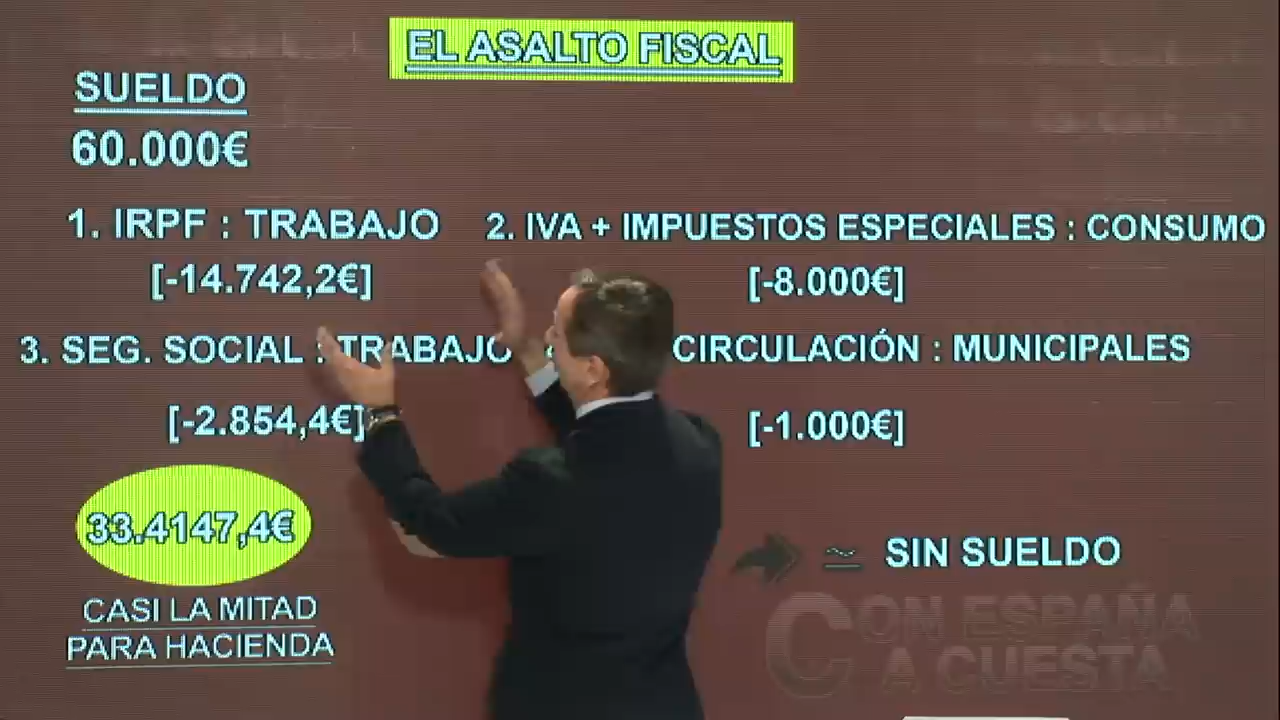 EL ASALTO FISCAL
SUELDO
60.000€
1. IRPF : TRABAJO
2. IVA + IMPUESTOS ESPECIALES : CONSUMO
[-14.742,2€]
[-8.000€]
3. SEG. SOCIAL : TRABAJO
CIRCULACIÓN : MUNICIPALES
[-2.854,4€]
[-1.000€]
33.4147,4€
CASI LA MITAD
PARA HACIENDA
≃ SIN SUELDO
CON ESPAÑA
A CUESTA